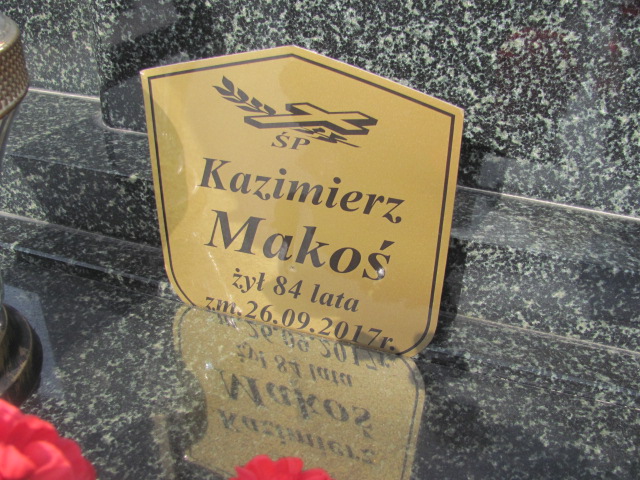 ŚP
Kazimierz
Makoś
żył 84 lata
zm.26.09.2017r.